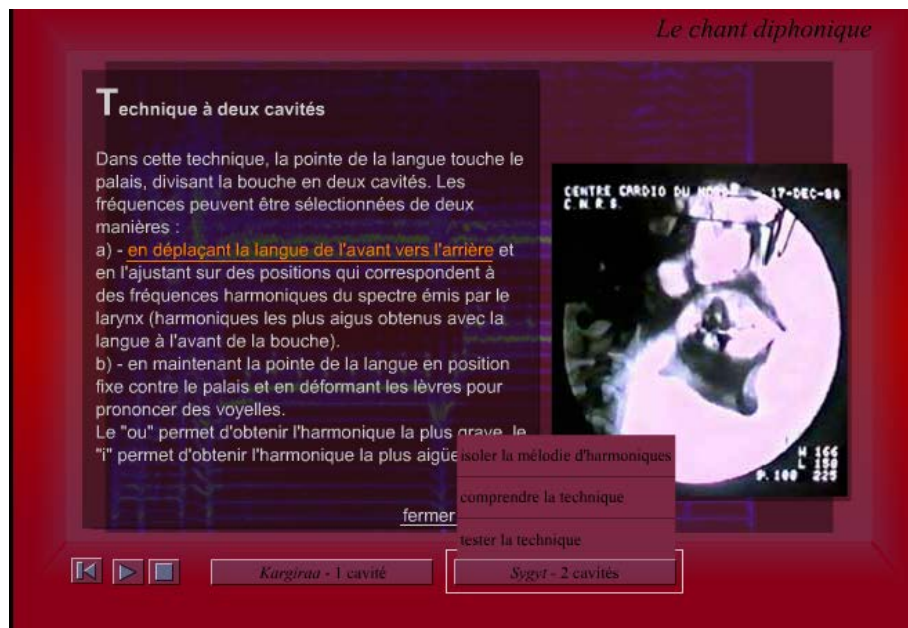 Le chant diphonique
Technique à deux cavités
Dans cette technique, la pointe de la langue touche le
palais, divisant la bouche en deux cavités. Les
fréquences peuvent être sélectionnées de deux
manières :
a) - en déplaçant la langue de l'avant vers l'arrière et
en l'ajustant sur des positions qui correspondent à
des fréquences harmoniques du spectre émis par le
larynx (harmoniques les plus aigus obtenus avec la
langue à l'avant de la bouche).
b) - en maintenant la pointe de la langue en position
fixe contre le palais et en déformant les lèvres pour
prononcer des voyelles.
Le "ou" permet d'obtenir l'harmonique la plus grave, le
"i" permet d'obtenir l'harmonique la plus aigüe
fermer
CENTRE CARDIO DU NORD 17-DEC-88
C.N.R.S.
W 166
L 150
P. 100 225
isoler la mélodie d'harmoniques
comprendre la technique
tester la technique
Kargiraa - 1 cavité
Sygyt - 2 cavités